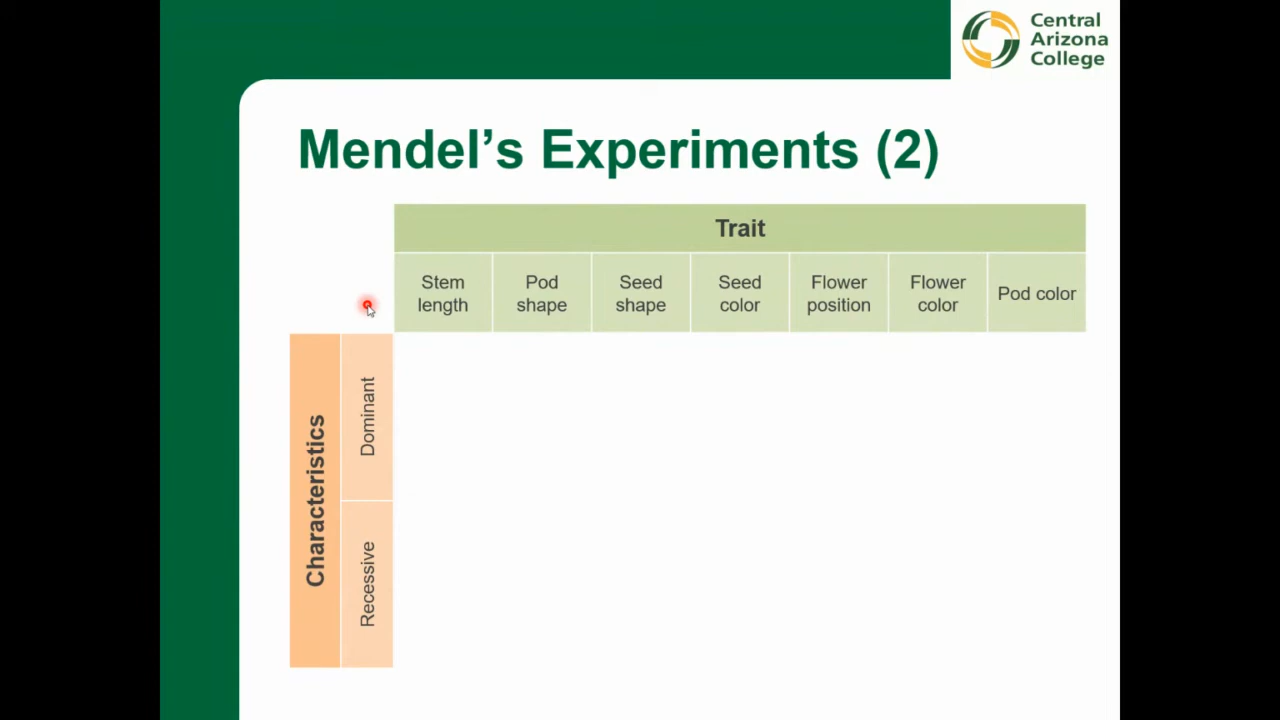 Central
Arizona
College
Mendel’s Experiments (2)
Trait
Stem
length
Pod
shape
Seed
shape
Seed
color
Flower
position
Flower
color
Pod color
Characteristics
Dominant
Recessive